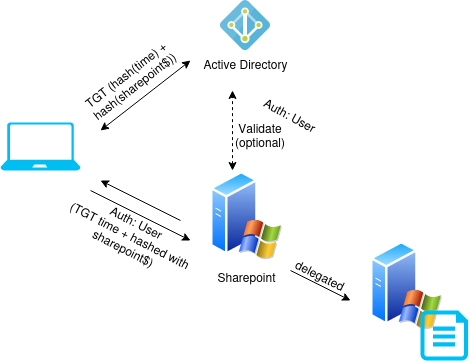 TGT (hash(time) +
hash(sharepoint$))
Active Directory
Auth: User
Validate
(optional)
Auth: User
(TGT time + hashed with
sharepoint$)
Sharepoint
delegated